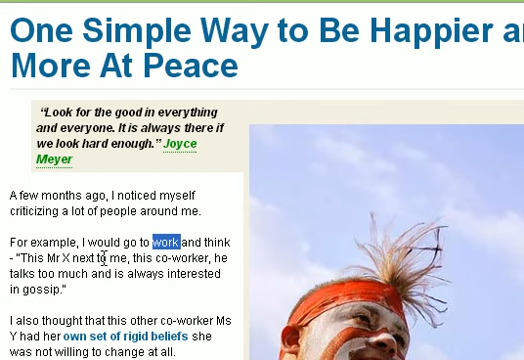 One Simple Way to Be Happier
More At Peace
“Look for the good in everything
and everyone. It is always there if
we look hard enough.” Joyce
Meyer
A few months ago, I noticed myself
criticizing a lot of people around me.
For example, I would go to work and think
- "This Mr X next to me, this co-worker, he
talks too much and is always interested
in gossip."
I also thought that this other co-worker Ms
Y had her own set of rigid beliefs she
was not willing to change at all.